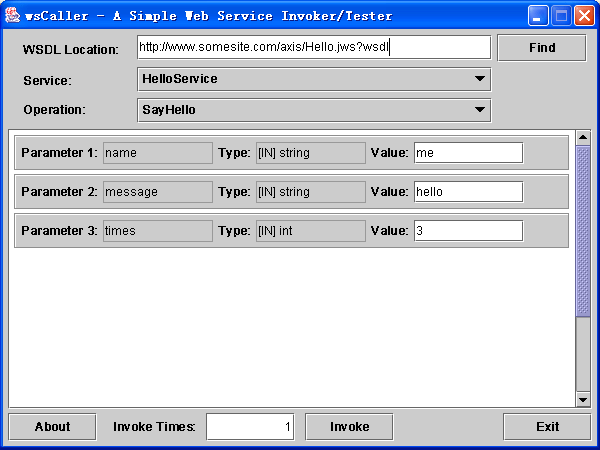 wsCaller - A Simple Web Service Invoker/Tester
WSDL Location: http://www.somesite.com/axis/Hello.jws?wsdl Find
Service: HelloService
Operation: SayHello
Parameter 1: name Type: [IN] string Value: me
Parameter 2: message Type: [IN] string Value: hello
Parameter 3: times Type: [IN] int Value: 3
About Invoke Times: 1 Invoke Exit